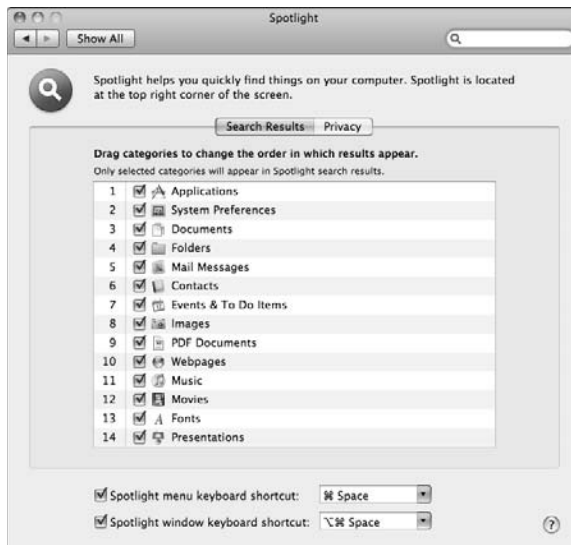 Spotlight
Show All
Spotlight helps you quickly find things on your computer. Spotlight is located
at the top right corner of the screen.
Search Results Privacy
Drag categories to change the order in which results appear.
Only selected categories will appear in Spotlight search results.
1 Applications
2 System Preferences
3 Documents
4 Folders
5 Mail Messages
6 Contacts
7 Events & To Do Items
8 Images
9 PDF Documents
10 Webpages
11 Music
12 Movies
13 Fonts
14 Presentations
Spotlight menu keyboard shortcut: ⌘ Space
Spotlight window keyboard shortcut: ⌥⌘ Space
?